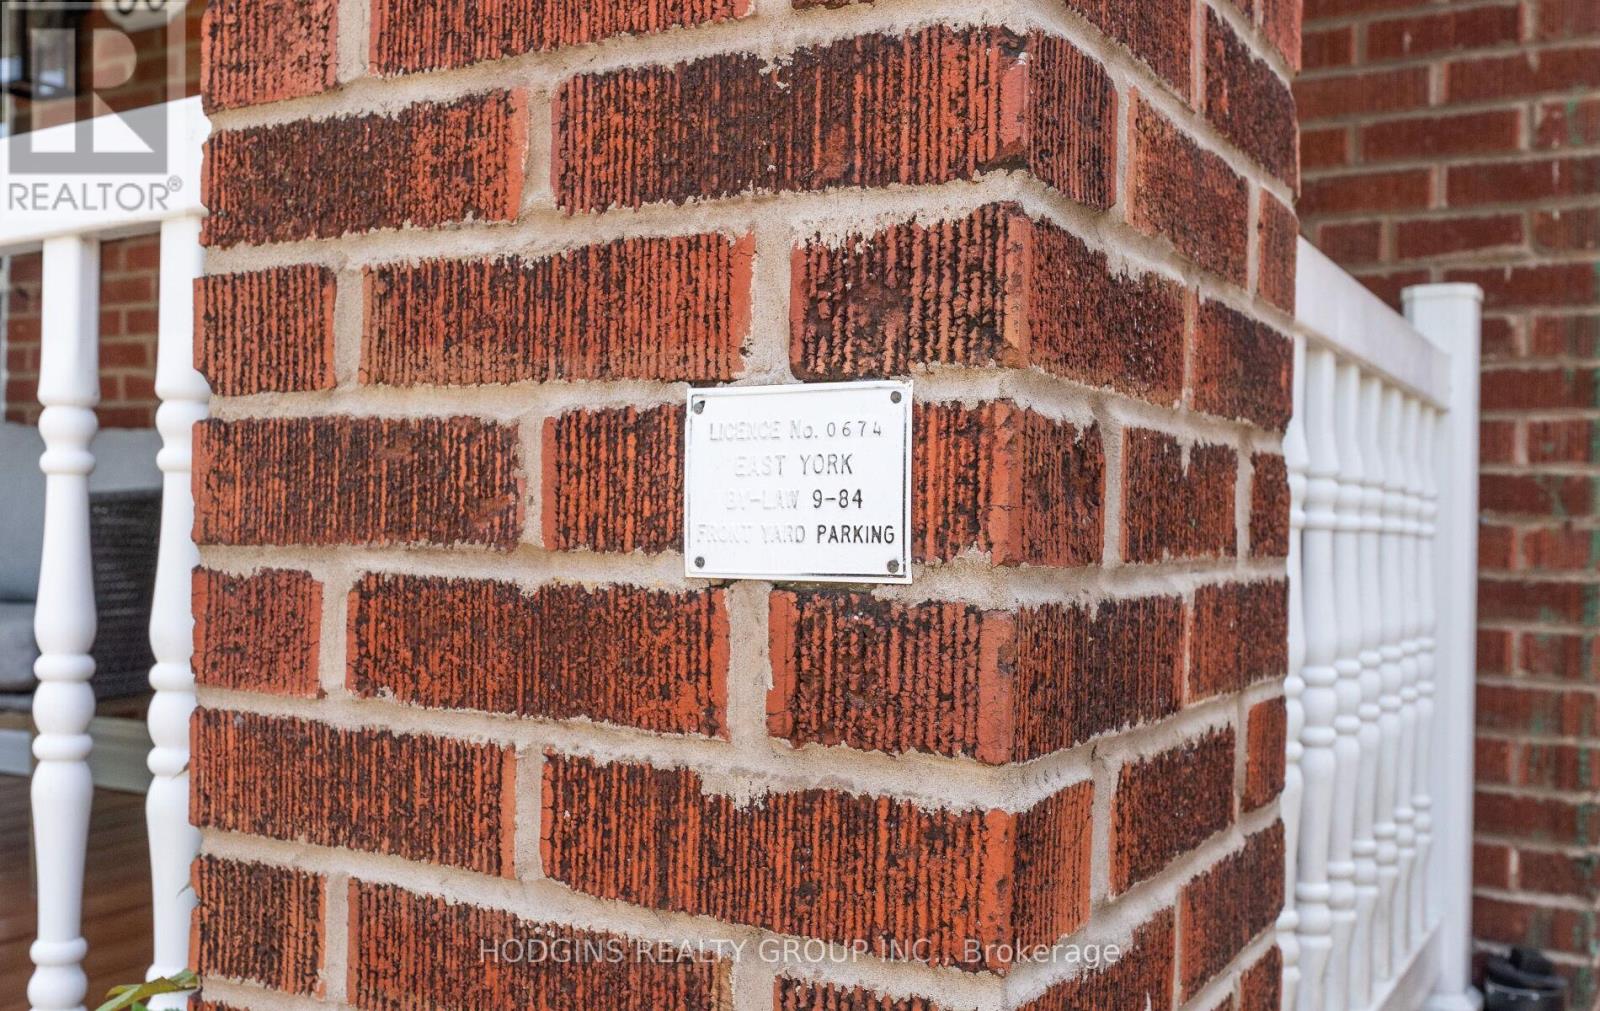 REALTOR®
LICENCE No. 0674
EAST YORK
BY-LAW 9-84
FRONT YARD PARKING
HODGINS REALTY GROUP INC., Brokerage